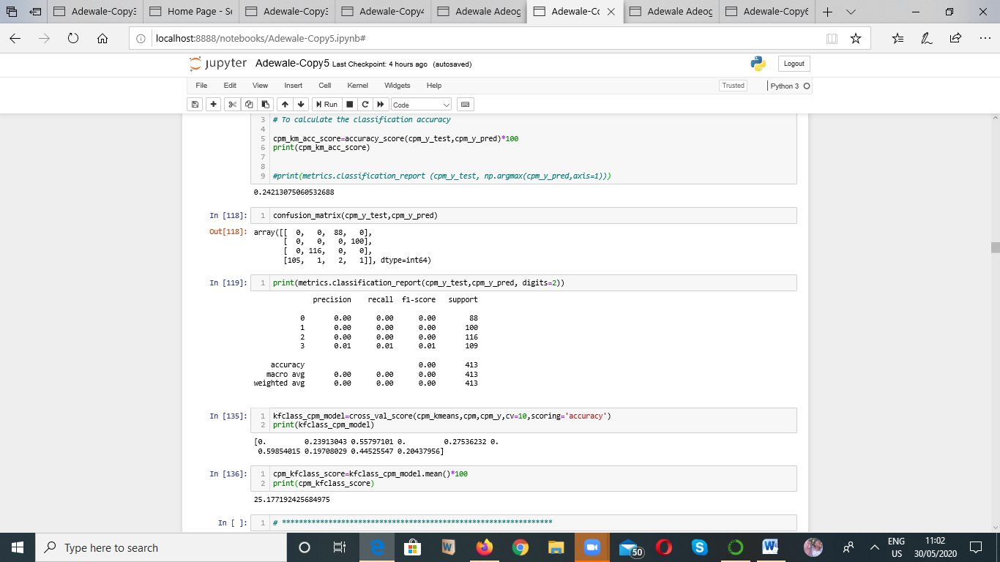 Adewale-Copy3
Home Page - Se
Adewale-Copy3
Adewale-Copy4
Adewale Adeog
Adewale-Co
Adewale Adeog
Adewale-Copy6
localhost:8888/notebooks/Adewale-Copy5.ipynb#
jupyter Adewale-Copy5 Last Checkpoint: 4 hours ago (autosaved)
Logout
File Edit View Insert Cell Kernel Widgets Help
Trusted
Python 3
Run
Code
3 # To calculate the classification accuracy
4
5 cpm_km_acc_score=accuracy_score(cpm_y_test,cpm_y_pred)*100
6 print(cpm_km_acc_score)
7
8
9 #print(metrics.classification_report (cpm_y_test, np.argmax(cpm_y_pred,axis=1)))
0.24213075060532688
In [118]: 1 confusion_matrix(cpm_y_test,cpm_y_pred)
Out[118]: array([[ 0, 0, 88, 0],
[ 0, 0, 0, 100],
[ 0, 116, 0, 0],
[105, 1, 2, 1]], dtype=int64)
In [119]: 1 print(metrics.classification_report(cpm_y_test,cpm_y_pred, digits=2))
precision recall f1-score support
0 0.00 0.00 0.00 88
1 0.00 0.00 0.00 100
2 0.00 0.00 0.00 116
3 0.01 0.01 0.01 109
accuracy 0.00 413
macro avg 0.00 0.00 0.00 413
weighted avg 0.00 0.00 0.00 413
In [135]: 1 kfclass_cpm_model=cross_val_score(cpm_kmeans,cpm,cpm_y,cv=10,scoring='accuracy')
2 print(kfclass_cpm_model)
[0. 0.23913043 0.55797101 0. 0.27536232 0.
0.59854015 0.19708029 0.44525547 0.20437956]
In [136]: 1 cpm_kfclass_score=kfclass_cpm_model.mean()*100
2 print(cpm_kfclass_score)
25.177192425684975
In [ ]: 1 # ****************************************************************
Type here to search
50
ENG
US
11:02
30/05/2020